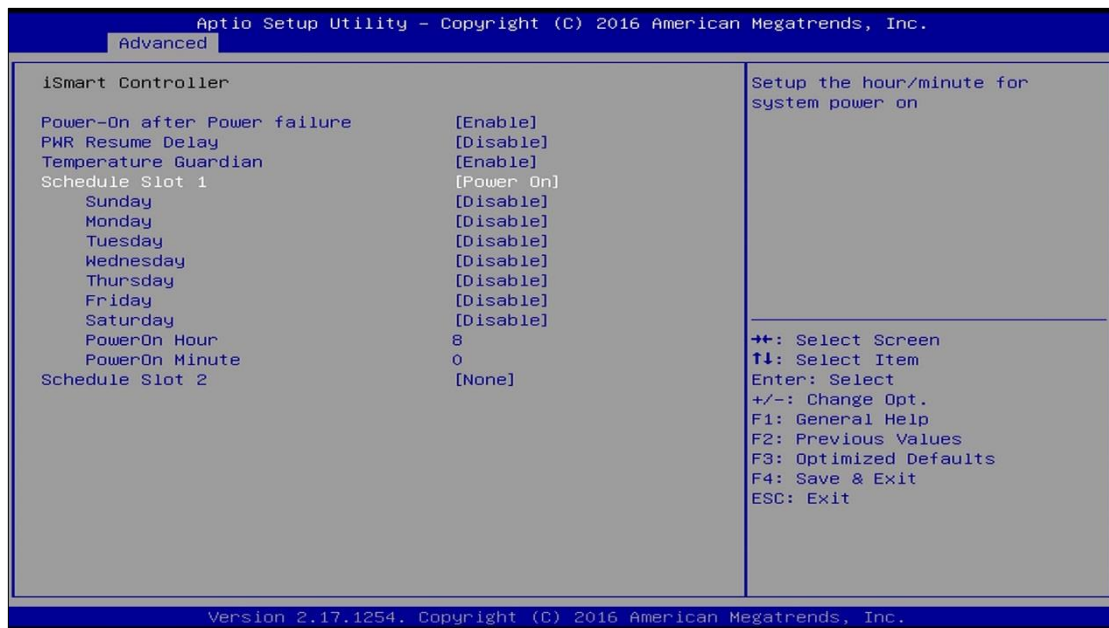 Aptio Setup Utility – Copyright (C) 2016 American Megatrends, Inc.
Advanced
iSmart Controller
Power-On after Power failure [Enable]
PWR Resume Delay [Disable]
Temperature Guardian [Enable]
Schedule Slot 1 [Power On]
Sunday [Disable]
Monday [Disable]
Tuesday [Disable]
Wednesday [Disable]
Thursday [Disable]
Friday [Disable]
Saturday [Disable]
PowerOn Hour 8
PowerOn Minute 0
Schedule Slot 2 [None]
Setup the hour/minute for
system power on
→←: Select Screen
↑↓: Select Item
Enter: Select
+/-: Change Opt.
F1: General Help
F2: Previous Values
F3: Optimized Defaults
F4: Save & Exit
ESC: Exit
Version 2.17.1254. Copyright (C) 2016 American Megatrends, Inc.